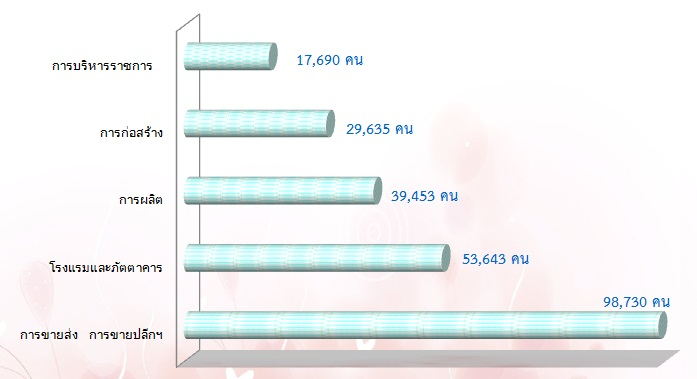 การบริหารราชการ 17,690 คน
การก่อสร้าง 29,635 คน
การผลิต 39,453 คน
โรงแรมและภัตตาคาร 53,643 คน
98,730 คน
การขายส่ง การขายปลีกฯ